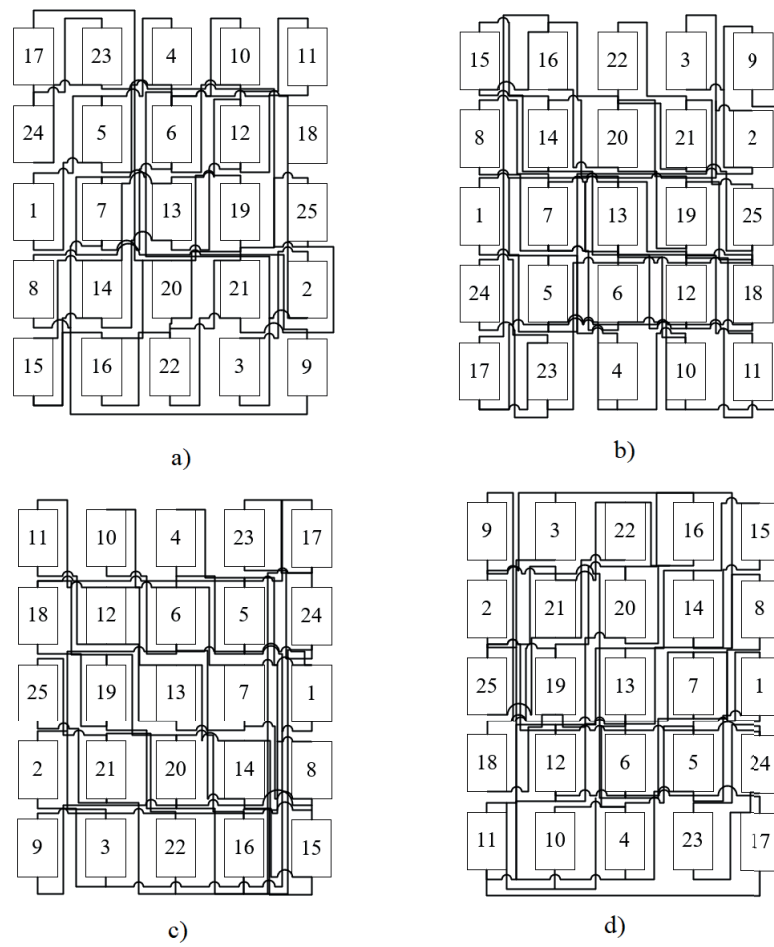 17 23 4 10 11
24 5 6 12 18
1 7 13 19 25
8 14 20 21 2
15 16 22 3 9
a)
15 16 22 3 9
8 14 20 21 2
1 7 13 19 25
24 5 6 12 18
17 23 4 10 11
b)
11 10 4 23 17
18 12 6 5 24
25 19 13 7 1
2 21 20 14 8
9 3 22 16 15
c)
9 3 22 16 15
2 21 20 14 8
25 19 13 7 1
18 12 6 5 24
11 10 4 23 17
d)